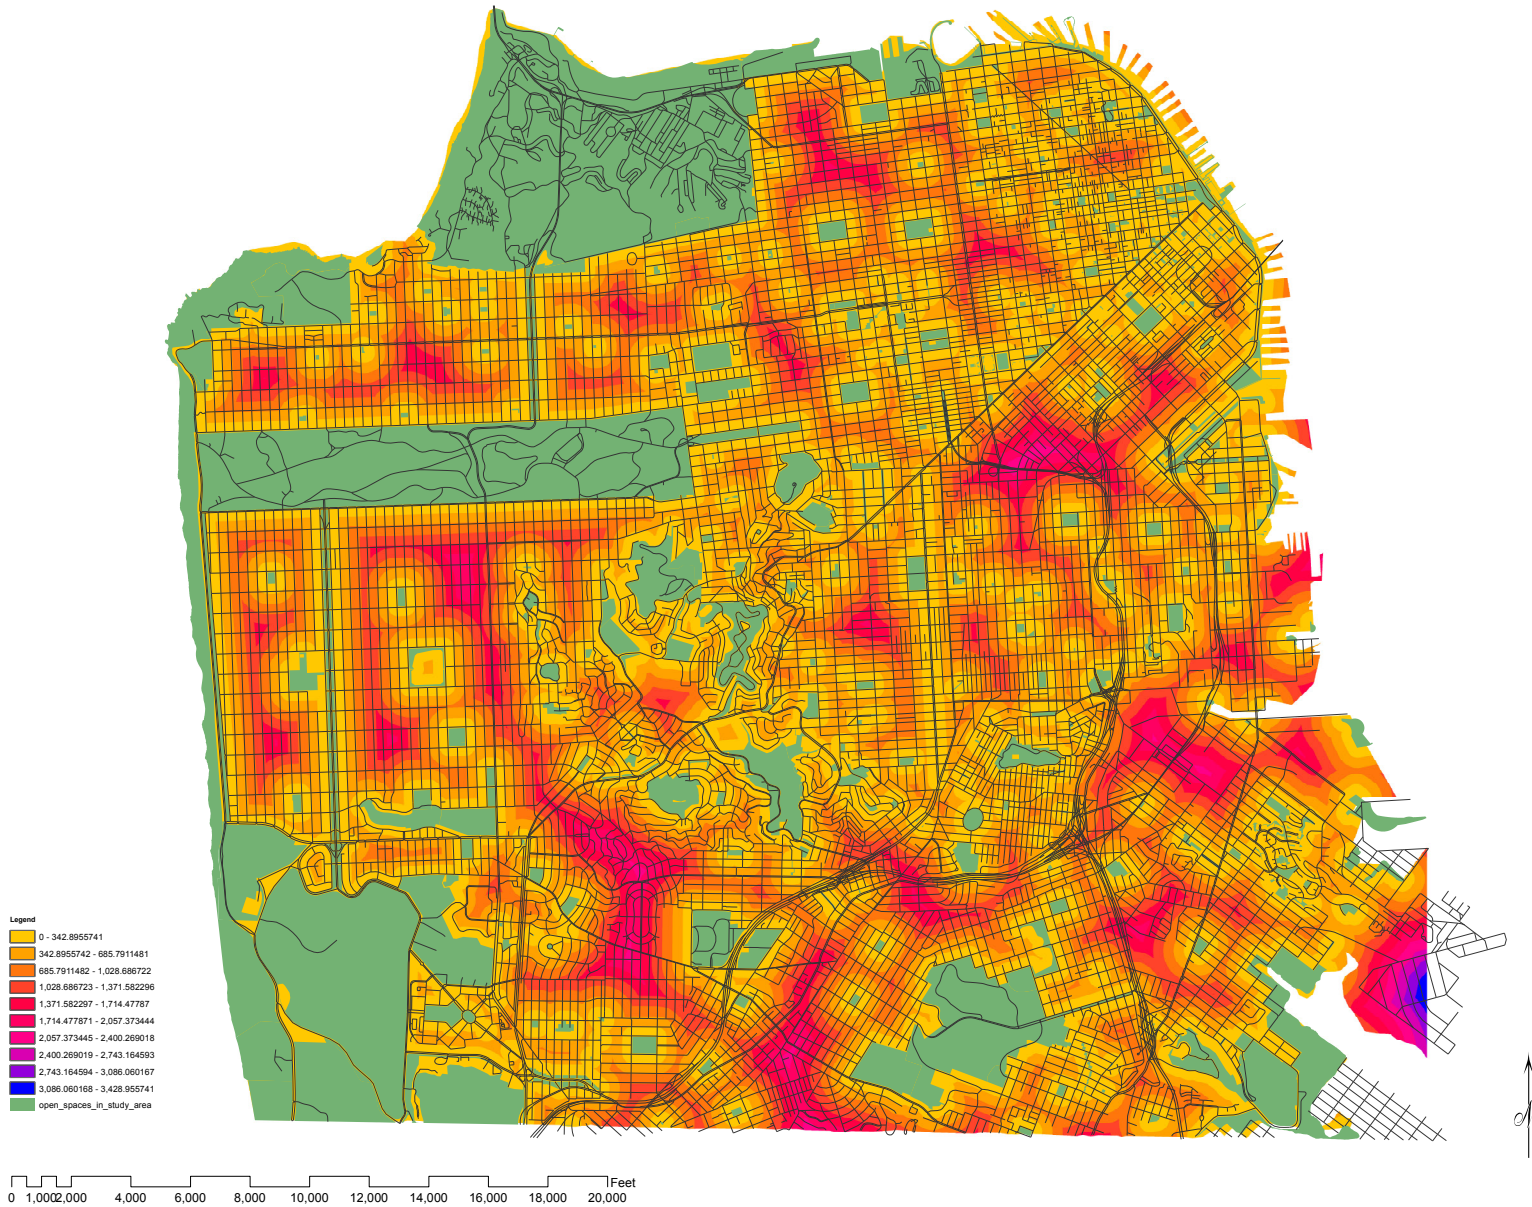 Legend
0 - 342.8955741
342.8955742 - 685.7911481
685.7911482 - 1,028.686722
1,028.686723 - 1,371.582296
1,371.582297 - 1,714.47787
1,714.477871 - 2,057.373444
2,057.373445 - 2,400.269018
2,400.269019 - 2,743.164593
2,743.164594 - 3,086.060167
3,086.060168 - 3,428.955741
open_spaces_in_study_area
Feet
0 1,000 2,000 4,000 6,000 8,000 10,000 12,000 14,000 16,000 18,000 20,000